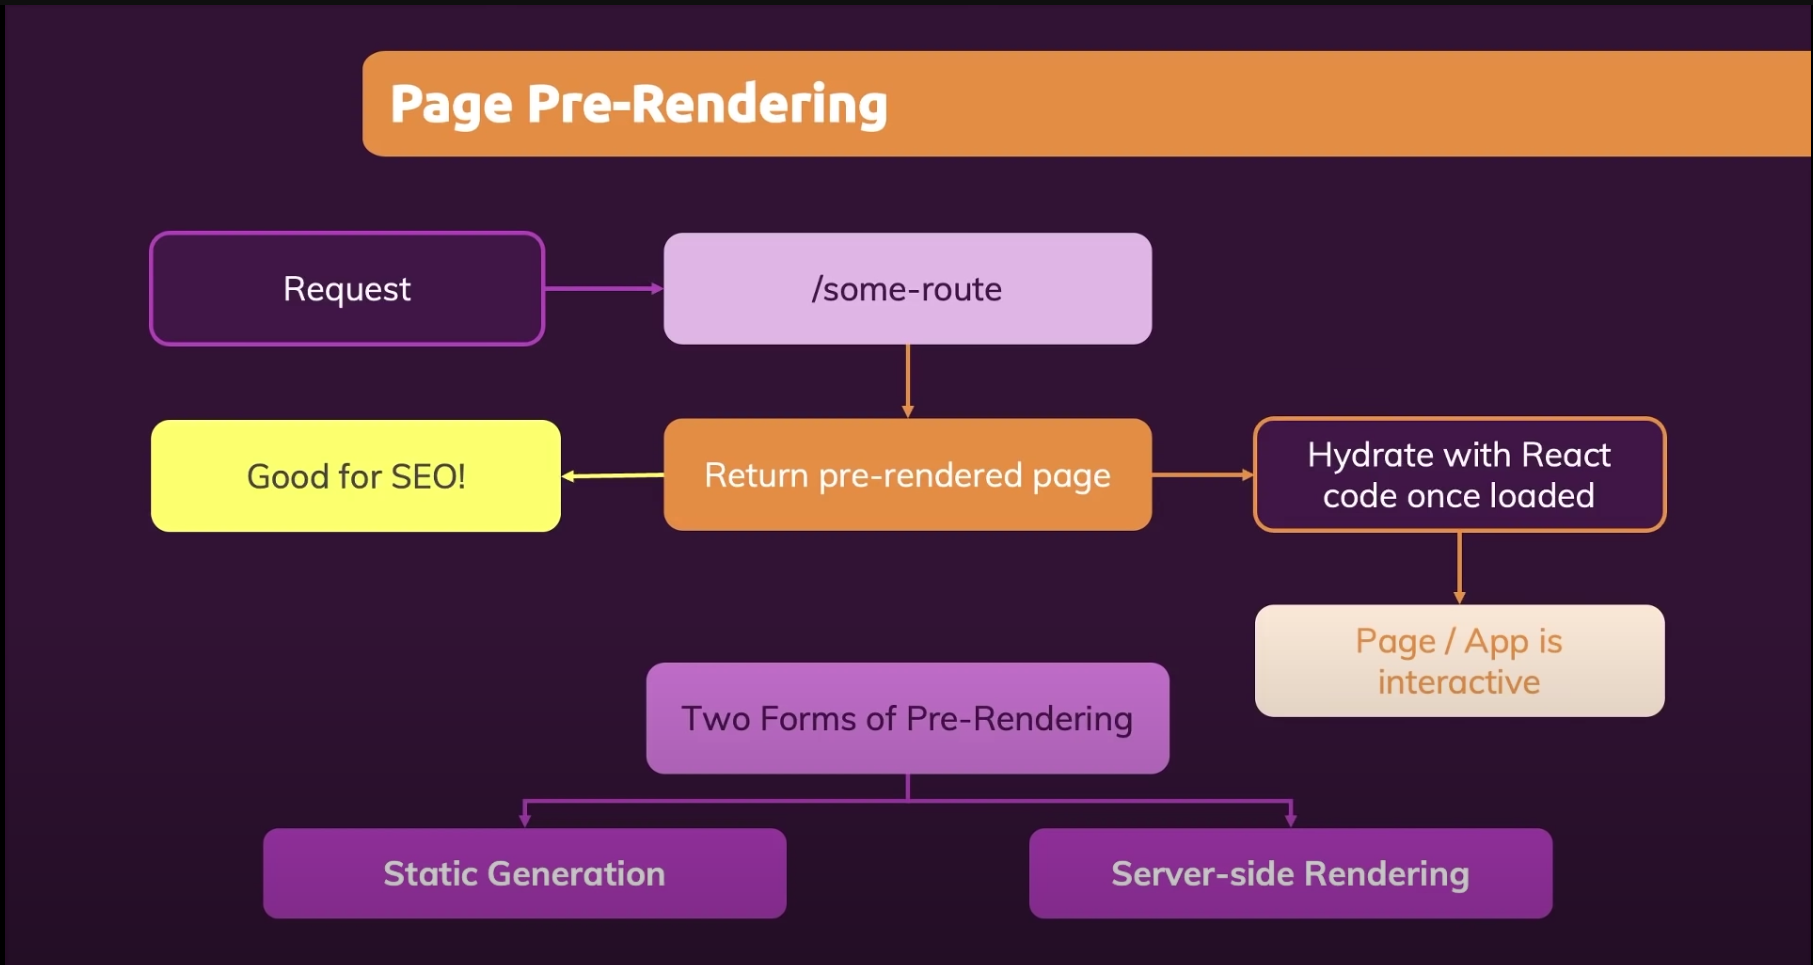 Page Pre-Rendering
Request
/some-route
Good for SEO!
Return pre-rendered page
Hydrate with React
code once loaded
Page / App is
interactive
Two Forms of Pre-Rendering
Static Generation
Server-side Rendering